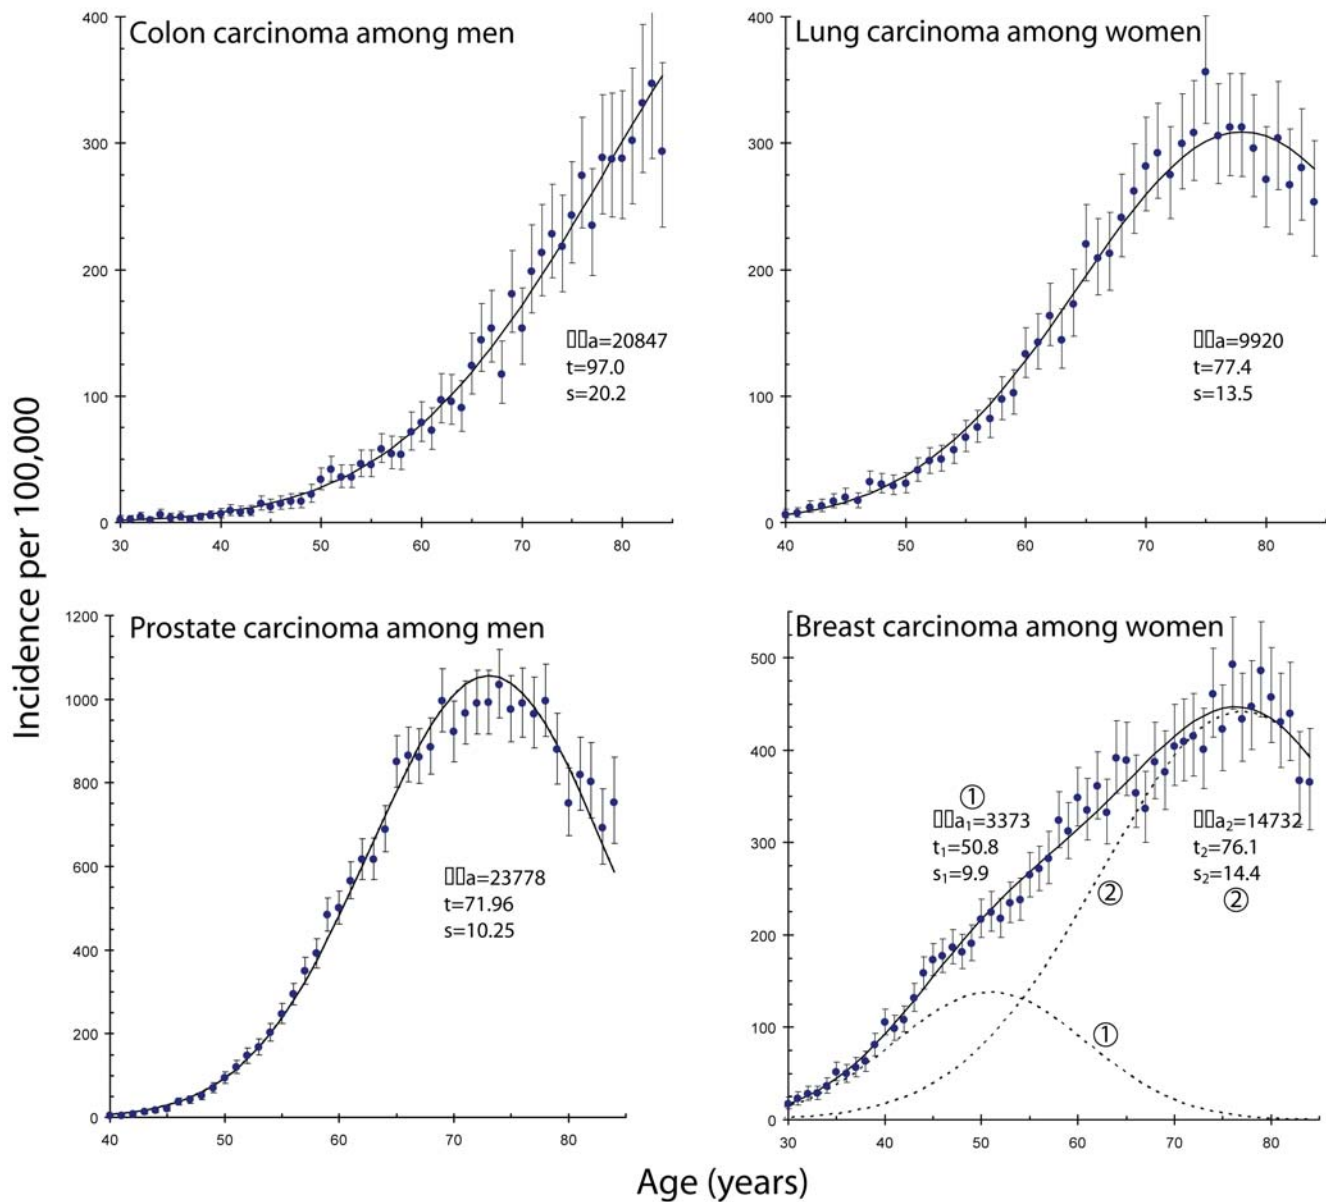 Incidence per 100,000
Colon carcinoma among men
400
300
200
100
0
30 40 50 60 70 80
▯▯a=20847
t=97.0
s=20.2
Lung carcinoma among women
400
300
200
100
0
40 50 60 70 80
▯▯a=9920
t=77.4
s=13.5
Prostate carcinoma among men
1200
1000
800
600
400
200
0
40 50 60 70 80
▯▯a=23778
t=71.96
s=10.25
Breast carcinoma among women
500
400
300
200
100
0
30 40 50 60 70 80
①
▯▯a₁=3373
t₁=50.8
s₁=9.9
▯▯a₂=14732
t₂=76.1
s₂=14.4
②
②
①
Age (years)